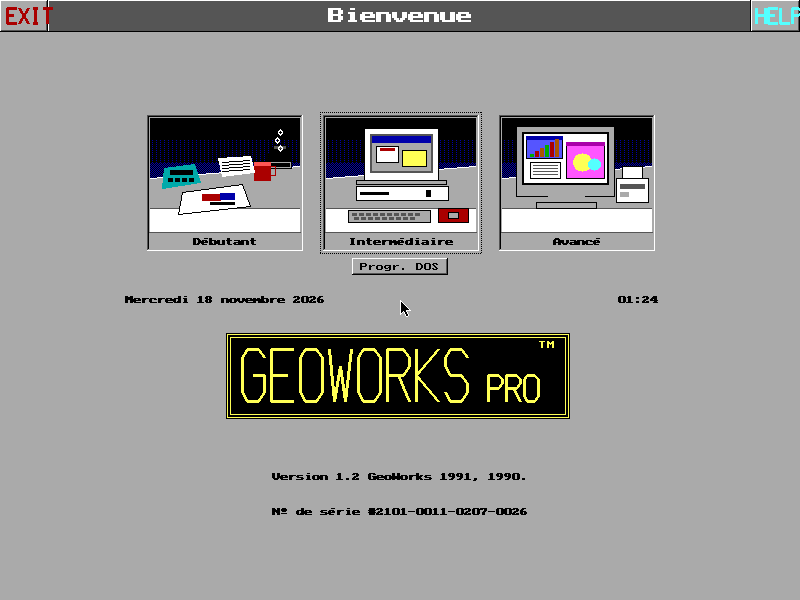 EXIT Bienvenue HELP
Débutant Intermédiaire Avancé
Progr. DOS
Mercredi 18 novembre 2026 01:24
GEOWORKS PRO ™
Version 1.2 GeoWorks 1991, 1990.
Nº de série #2101-0011-0207-0026